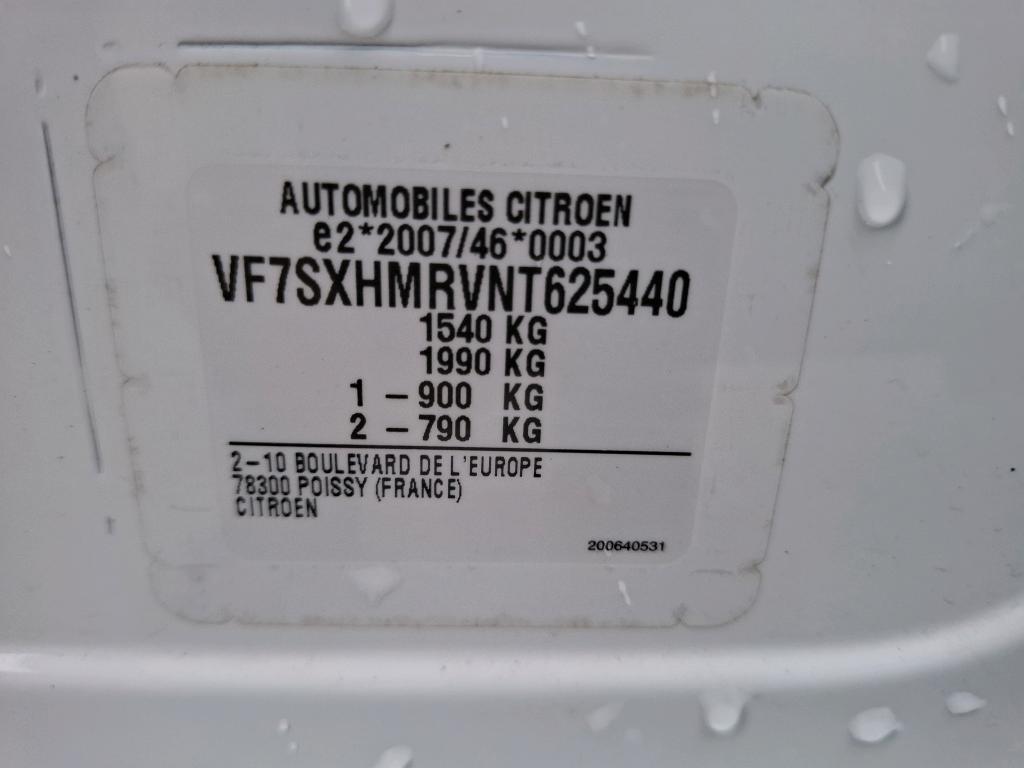 AUTOMOBILES CITROEN
e2*2007/46*0003
VF7SXHMRVNT625440
1540 KG
1990 KG
1 - 900 KG
2 - 790 KG
2-10 BOULEVARD DE L'EUROPE
78300 POISSY (FRANCE)
CITROEN
200640531